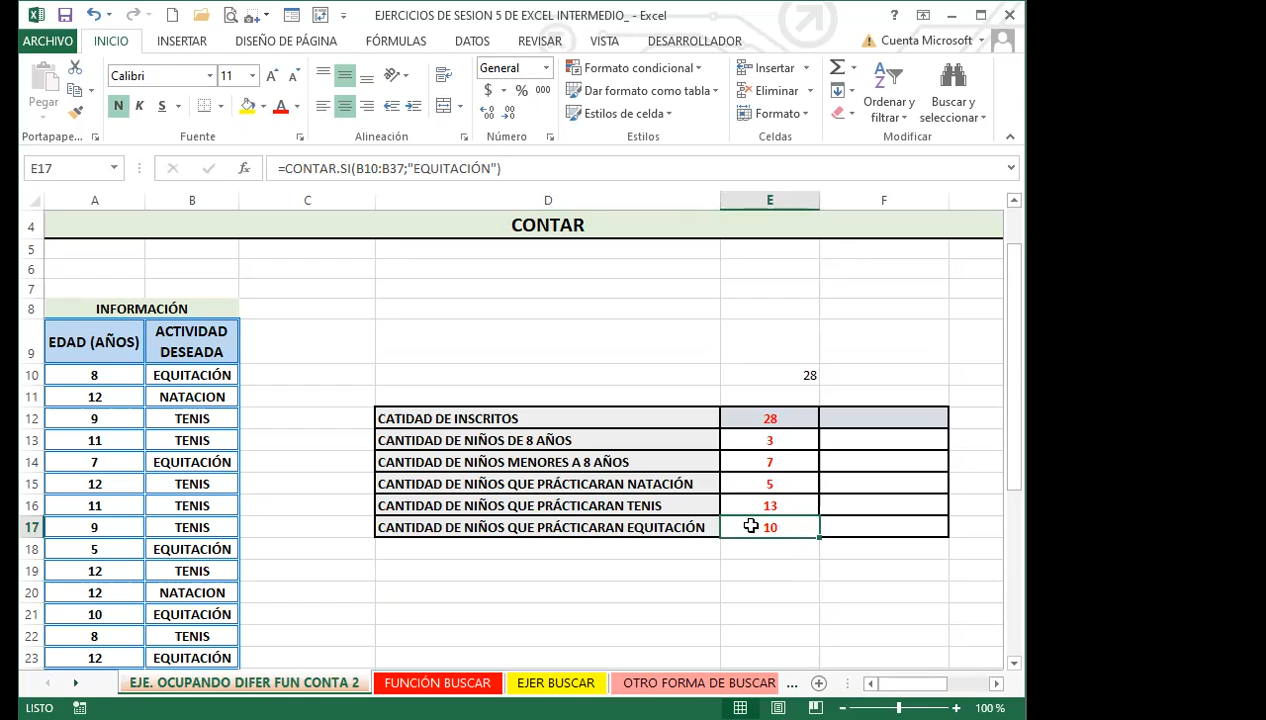 EJERCICIOS DE SESION 5 DE EXCEL INTERMEDIO_ - Excel
?
ARCHIVO INICIO INSERTAR DISEÑO DE PÁGINA FÓRMULAS DATOS REVISAR VISTA DESARROLLADOR Cuenta Microsoft
Pegar
Calibri 11
N K S
General
$ % 000
Formato condicional
Dar formato como tabla
Estilos de celda
Insertar
Eliminar
Formato
Ordenar y filtrar
Buscar y seleccionar
Portapape... Fuente Alineación Número Estilos Celdas Modificar
E17 fx =CONTAR.SI(B10:B37;"EQUITACIÓN")
A B C D E F
4 CONTAR
5
6
7
8 INFORMACIÓN
9 EDAD (AÑOS) ACTIVIDAD DESEADA
10 8 EQUITACIÓN 28
11 12 NATACION
12 9 TENIS CATIDAD DE INSCRITOS 28
13 11 TENIS CANTIDAD DE NIÑOS DE 8 AÑOS 3
14 7 EQUITACIÓN CANTIDAD DE NIÑOS MENORES A 8 AÑOS 7
15 12 TENIS CANTIDAD DE NIÑOS QUE PRÁCTICARAN NATACIÓN 5
16 11 TENIS CANTIDAD DE NIÑOS QUE PRÁCTICARAN TENIS 13
17 9 TENIS CANTIDAD DE NIÑOS QUE PRÁCTICARAN EQUITACIÓN 10
18 5 EQUITACIÓN
19 12 TENIS
20 12 NATACION
21 10 EQUITACIÓN
22 8 TENIS
23 12 EQUITACIÓN
EJE. OCUPANDO DIFER FUN CONTA 2 FUNCIÓN BUSCAR EJER BUSCAR OTRO FORMA DE BUSCAR ...
LISTO 100 %